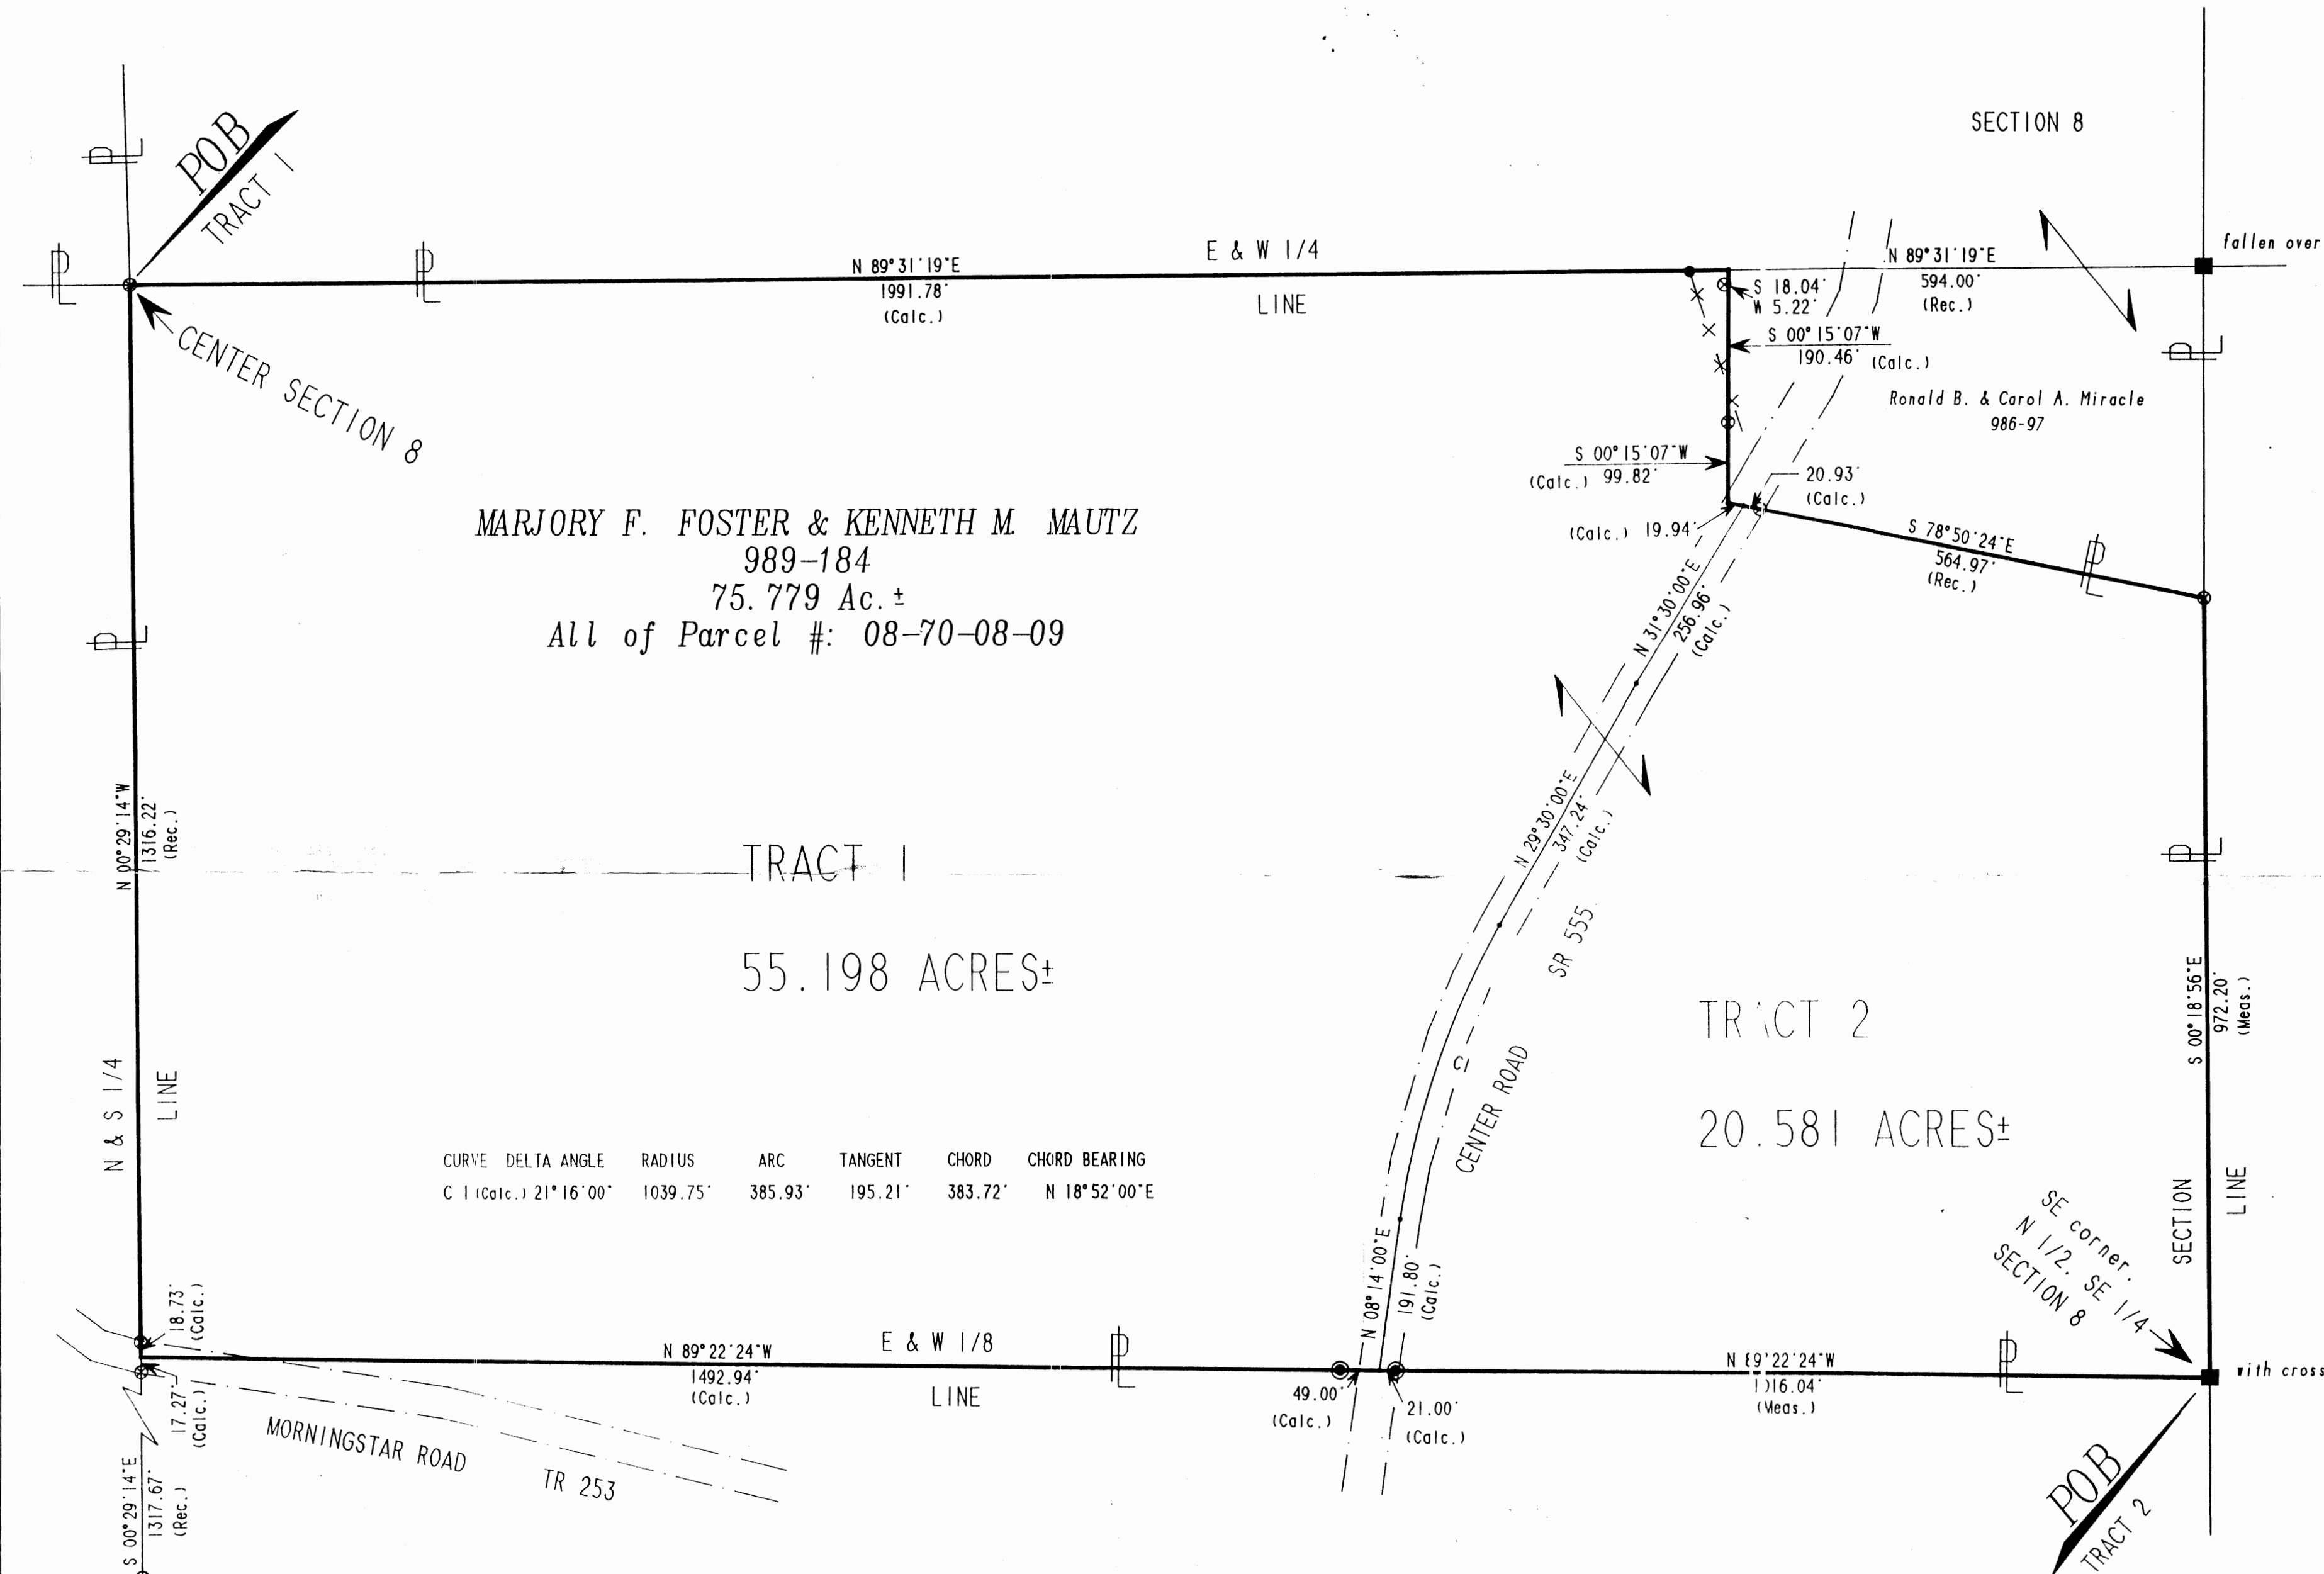 SECTION 8
POB
TRACT 1
fallen over
E & W 1/4
LINE
N 89°31'19"E
1991.78'
(Calc.)
N 89°31'19"E
594.00'
(Rec.)
S 18.04'
W 5.22'
S 00°15'07"W
190.46' (Calc.)
CENTER SECTION 8
Ronald B. & Carol A. Miracle
986-97
S 00°15'07"W
(Calc.) 99.82'
20.93'
(Calc.)
(Calc.) 19.94'
S 78°50'24"E
564.97'
(Rec.)
MARJORY F. FOSTER & KENNETH M. MAUTZ
989-184
75.779 Ac.±
All of Parcel #: 08-70-08-09
N 31°30'00"E
256.96'
(Calc.)
N 29°30'00"E
347.24'
(Calc.)
N 00°29'14"W
1316.22'
(Rec.)
TRACT 1
55.198 ACRES±
SR 555
CENTER ROAD
C1
TRACT 2
20.581 ACRES±
S 00°18'56"E
972.20'
(Meas.)
N & S 1/4
LINE
SECTION
LINE
CURVE DELTA ANGLE RADIUS ARC TANGENT CHORD CHORD BEARING
C 1 (Calc.) 21°16'00" 1039.75' 385.93' 195.21' 383.72' N 18°52'00"E
N 08°14'00"E
191.80'
(Calc.)
SE corner.
N 1/2. SE 1/4
SECTION 8
18.73'
(Calc.)
17.27'
(Calc.)
N 89°22'24"W
1492.94'
(Calc.)
E & W 1/8
LINE
49.00'
(Calc.)
21.00'
(Calc.)
N 89°22'24"W
1016.04'
(Meas.)
with cross
MORNINGSTAR ROAD
TR 253
S 00°29'14"E
1317.67'
(Rec.)
POB
TRACT 2